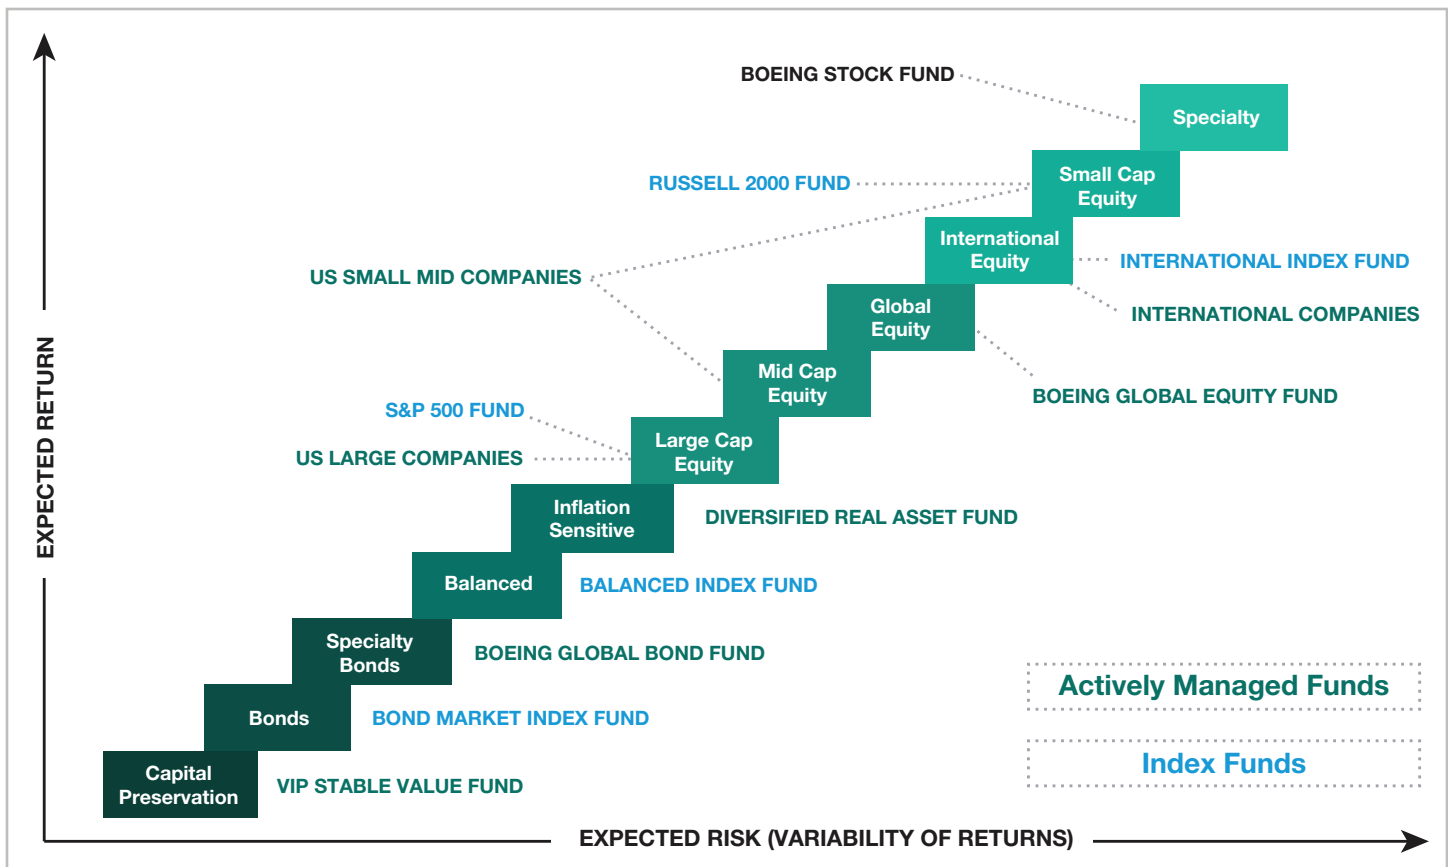 BOEING STOCK FUND
Specialty
RUSSELL 2000 FUND
Small Cap
Equity
US SMALL MID COMPANIES
International
Equity
INTERNATIONAL INDEX FUND
INTERNATIONAL COMPANIES
Global
Equity
BOEING GLOBAL EQUITY FUND
Mid Cap
Equity
S&P 500 FUND
US LARGE COMPANIES
Large Cap
Equity
Inflation
Sensitive
DIVERSIFIED REAL ASSET FUND
Balanced
BALANCED INDEX FUND
Specialty
Bonds
BOEING GLOBAL BOND FUND
Bonds
BOND MARKET INDEX FUND
Capital
Preservation
VIP STABLE VALUE FUND
Actively Managed Funds
Index Funds
EXPECTED RETURN
EXPECTED RISK (VARIABILITY OF RETURNS)